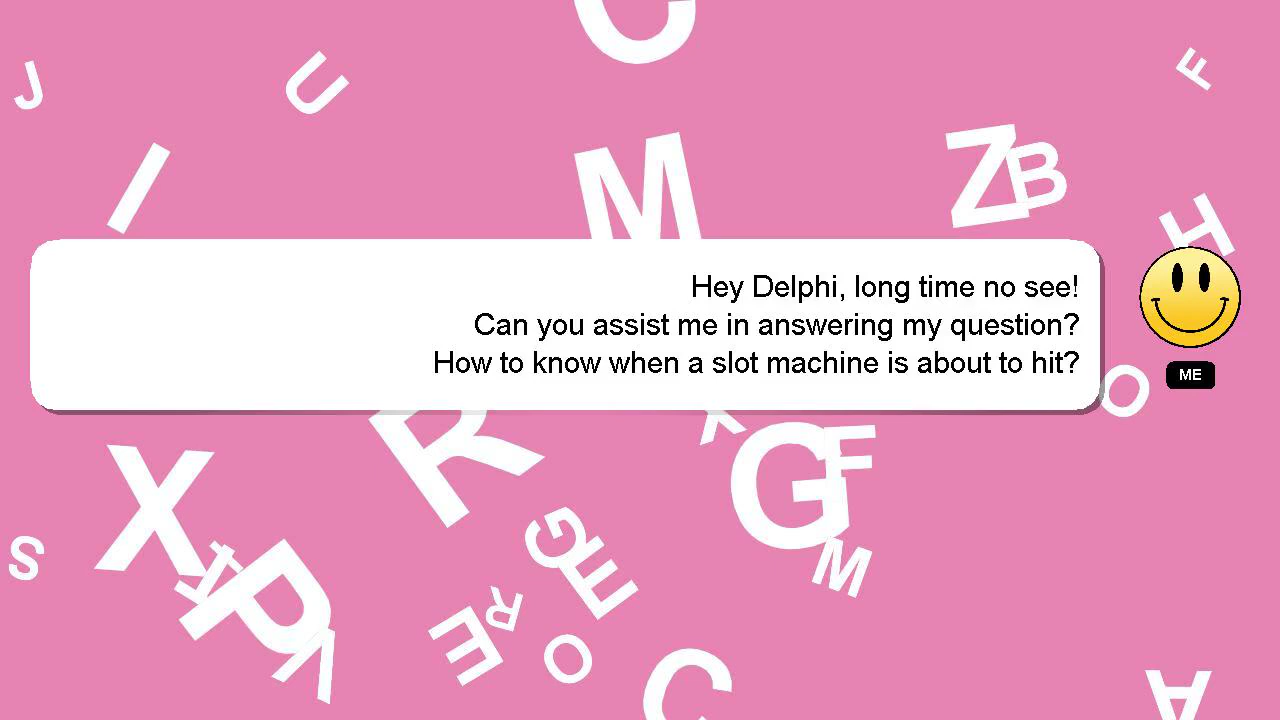 J
U
C
F
I
M
Z
B
H
Hey Delphi, long time no see!
Can you assist me in answering my question?
How to know when a slot machine is about to hit?
ME
O
R
X
G
F
S
P
V
G
E
M
E
R
O
C
A